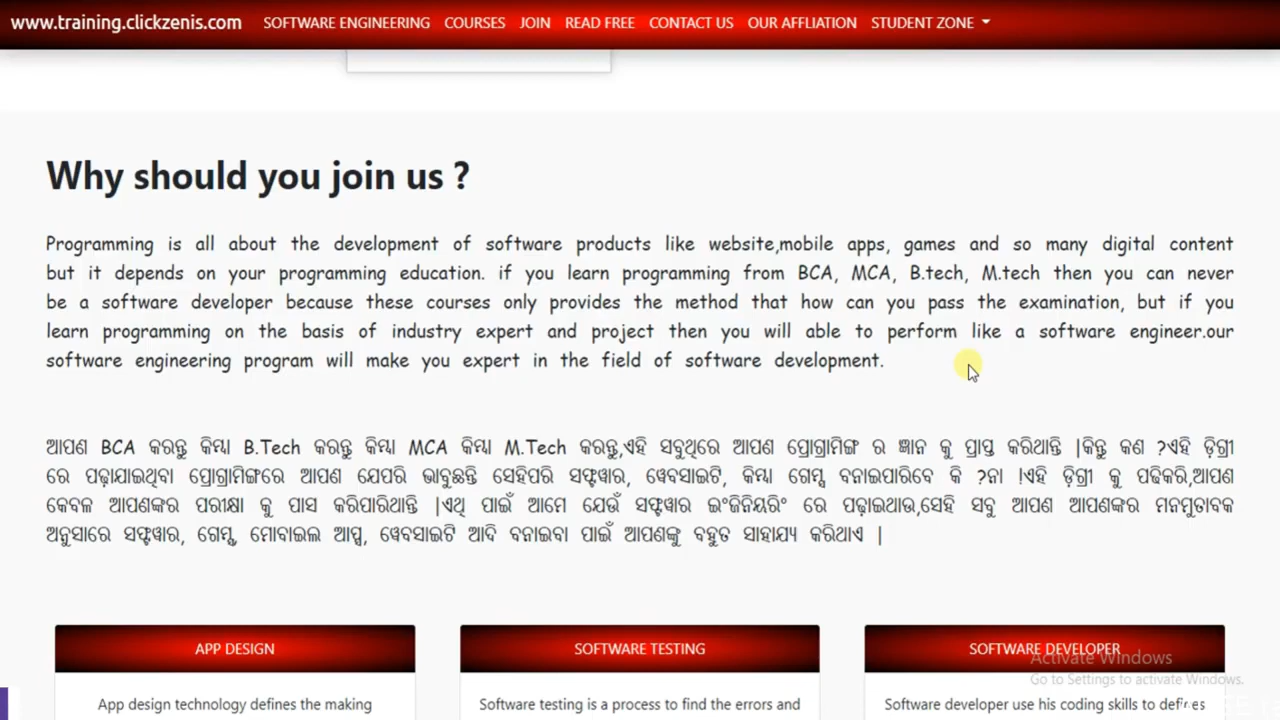 www.training.clickzenis.com SOFTWARE ENGINEERING COURSES JOIN READ FREE CONTACT US OUR AFFLIATION STUDENT ZONE
Why should you join us ?
Programming is all about the development of software products like website,mobile apps, games and so many digital content
but it depends on your programming education. if you learn programming from BCA, MCA, B.tech, M.tech then you can never
be a software developer because these courses only provides the method that how can you pass the examination, but if you
learn programming on the basis of industry expert and project then you will able to perform like a software engineer.our
software engineering program will make you expert in the field of software development.
ଆପଣ BCA କରନ୍ତୁ କିମ୍ବା B.Tech କରନ୍ତୁ କିମ୍ବା MCA କିମ୍ବା M.Tech କରନ୍ତୁ,ଏହି ସବୁଥିରେ ଆପଣ ପ୍ରୋଗ୍ରାମିଙ୍ଗ ର ଜ୍ଞାନ କୁ ପ୍ରାପ୍ତ କରିଥାନ୍ତି |କିନ୍ତୁ କଣ ?ଏହି ଡ଼ିଗ୍ରୀ
ରେ ପଢ଼ାଯାଇଥିବା ପ୍ରୋଗ୍ରାମିଙ୍ଗରେ ଆପଣ ଯେପରି ଭାବୁଛନ୍ତି ସେହିପରି ସଫ୍ଟୱାର, ୱେବସାଇଟି, କିମ୍ବା ଗେମ୍ସ ବନାଇପାରିବେ କି ?ନା !ଏହି ଡ଼ିଗ୍ରୀ କୁ ପଢିକରି,ଆପଣ
କେବଳ ଆପଣଙ୍କର ପରୀକ୍ଷା କୁ ପାସ କରିପାରିଥାନ୍ତି |ଏଥି ପାଇଁ ଆମେ ଯେଉଁ ସଫ୍ଟୱାର ଇଂଜିନିୟରିଂ ରେ ପଢ଼ାଇଥାଉ,ସେହି ସବୁ ଆପଣ ଆପଣଙ୍କର ମନମୁତାବକ
ଅନୁସାରେ ସଫ୍ଟୱାର, ଗେମ୍ସ, ମୋବାଇଲ ଆପ୍ସ, ୱେବସାଇଟି ଆଦି ବନାଇବା ପାଇଁ ଆପଣଙ୍କୁ ବହୁତ ସାହାଯ୍ୟ କରିଥାଏ |
APP DESIGN SOFTWARE TESTING SOFTWARE DEVELOPER
Activate Windows
Go to Settings to activate Windows.
App design technology defines the making Software testing is a process to find the errors and Software developer use his coding skills to defines